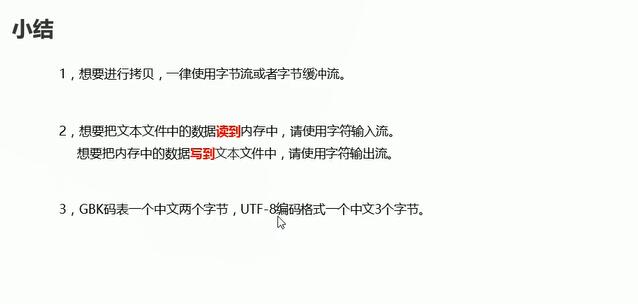 小结
1，想要进行拷贝，一律使用字节流或者字节缓冲流。
2，想要把文本文件中的数据读到内存中，请使用字符输入流。
想要把内存中的数据写到文本文件中，请使用字符输出流。
3，GBK码表一个中文两个字节，UTF-8编码格式一个中文3个字节。